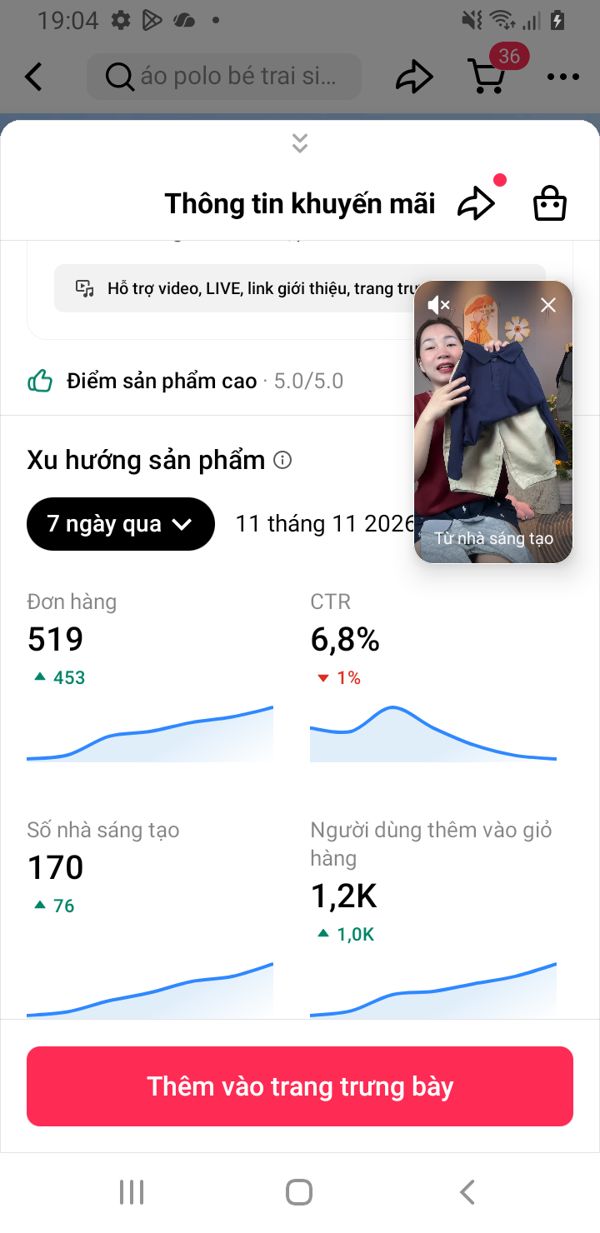 19:04
36
áo polo bé trai si...
Thông tin khuyến mãi
Hỗ trợ video, LIVE, link giới thiệu, trang
Điểm sản phẩm cao · 5.0/5.0
Xu hướng sản phẩm
7 ngày qua
11 tháng 11 2026
Từ nhà sáng tạo
Đơn hàng
519
453
CTR
6,8%
1%
Số nhà sáng tạo
170
76
Người dùng thêm vào giỏ
hàng
1,2K
1,0K
Thêm vào trang trưng bày